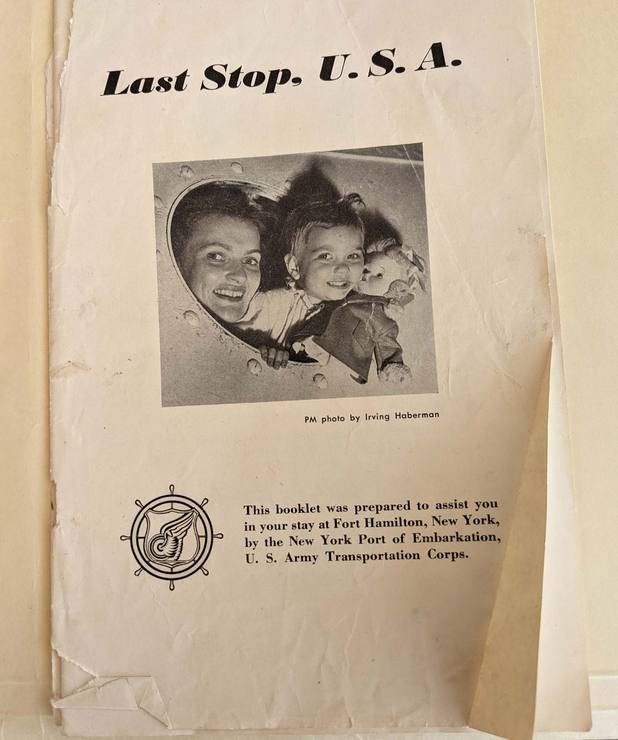 Last Stop, U. S. A.
PM photo by Irving Haberman
This booklet was prepared to assist you
in your stay at Fort Hamilton, New York,
by the New York Port of Embarkation,
U. S. Army Transportation Corps.